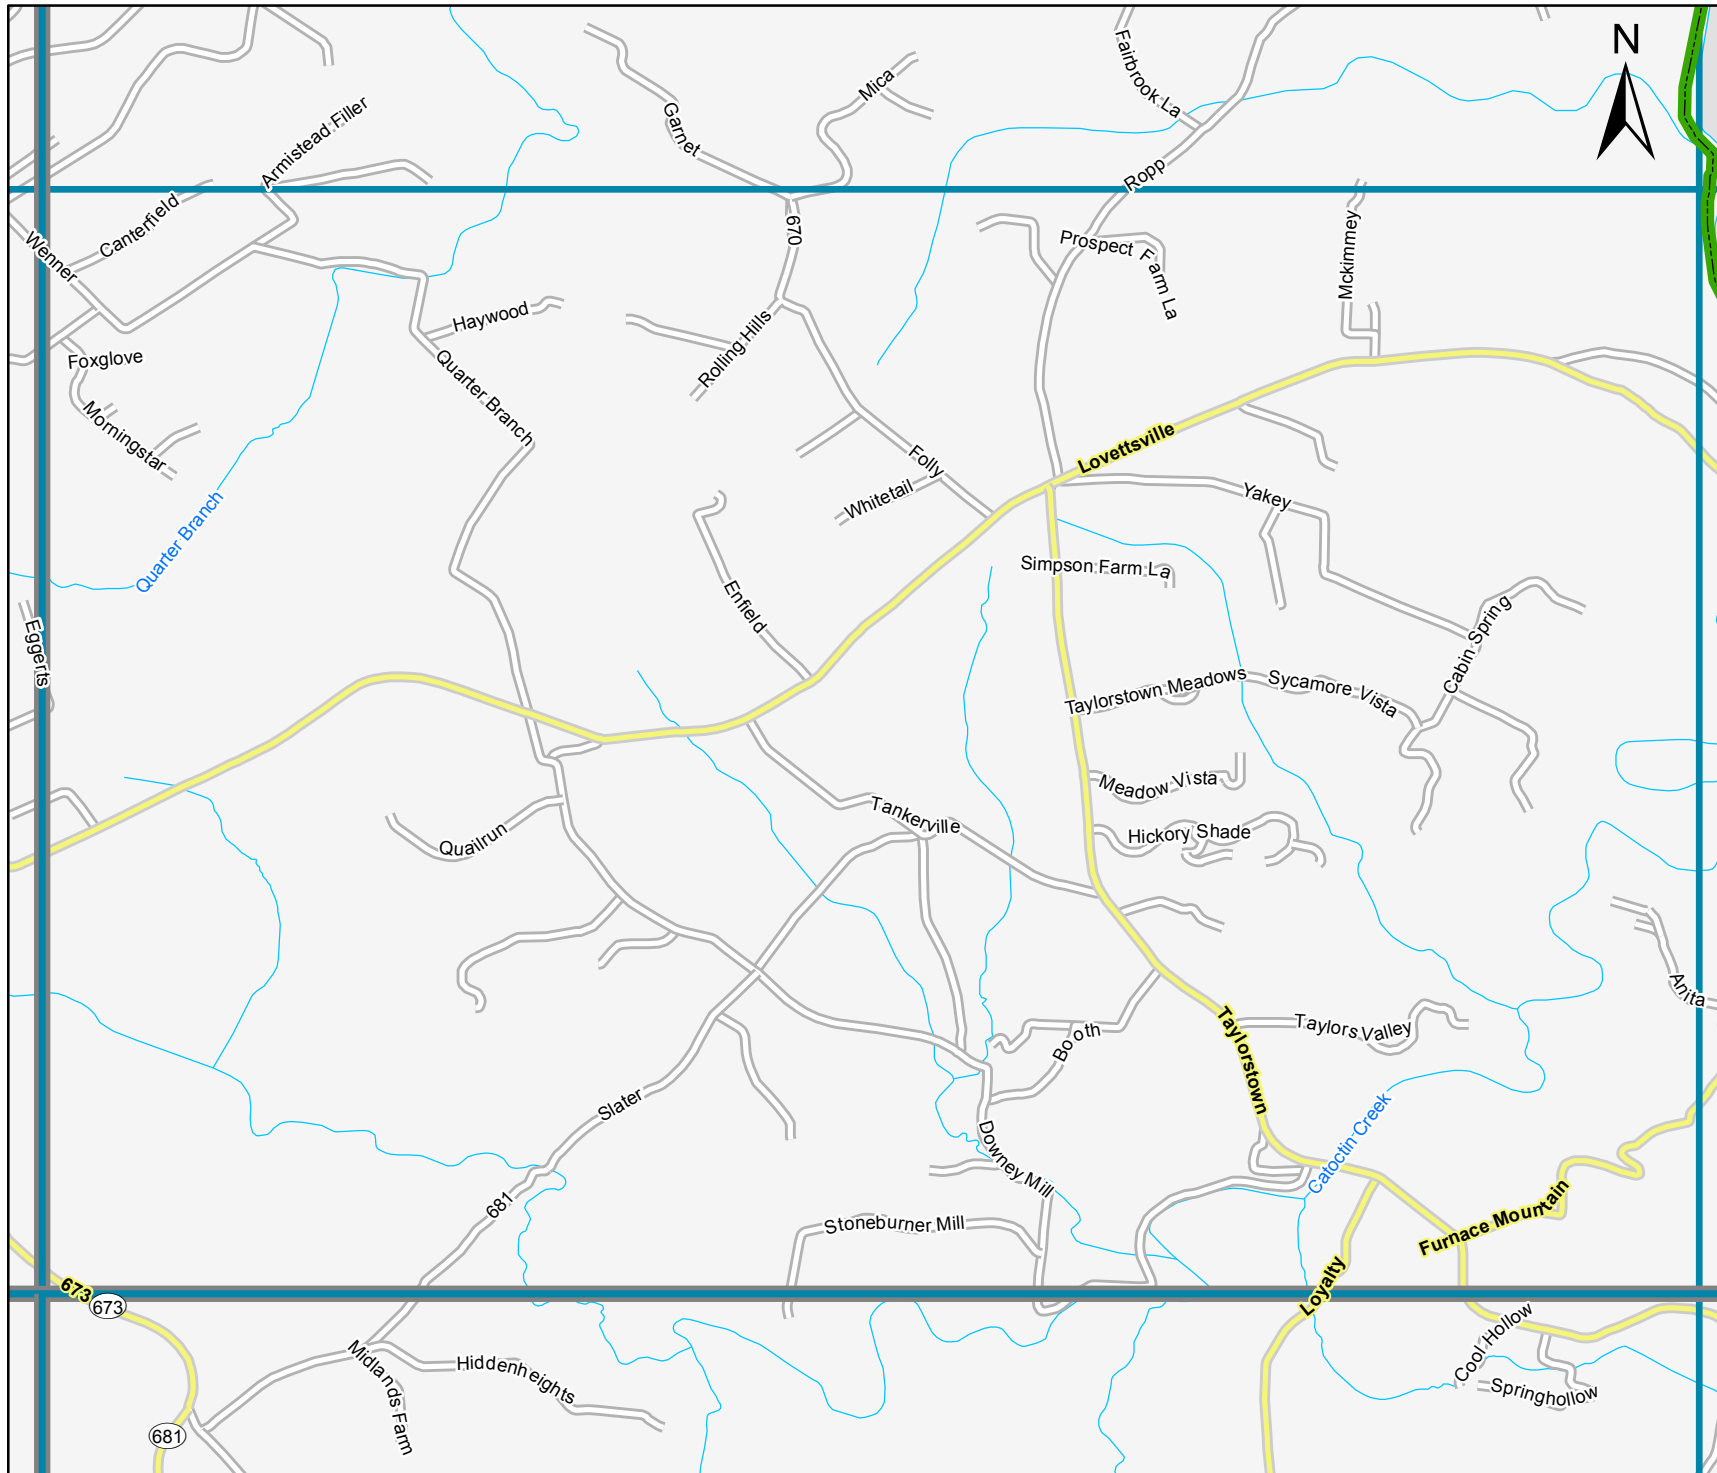 N
Fairbrook La
Mica
Garnet
Armistead Filler
Ropp
Canterfield
Wenner
670
Prospect Farm La
Mckimmey
Haywood
Rolling Hills
Foxglove
Quarter Branch
Morningstar
Lovettsville
Folly
Whitetail
Yakey
Quarter Branch
Simpson Farm La
Enfield
Eggerts
Cabin Spring
Taylorstown Meadows
Sycamore Vista
Meadow Vista
Tankerville
Quailrun
Hickory Shade
Anita
Taylorstown
Taylors Valley
Booth
Slater
Catoctin Creek
Downey Mill
681
Stoneburner Mill
Furnace Mountain
Loyalty
673
673
Cool Hollow
Midlands Farm
Hiddenheights
Springhollow
681